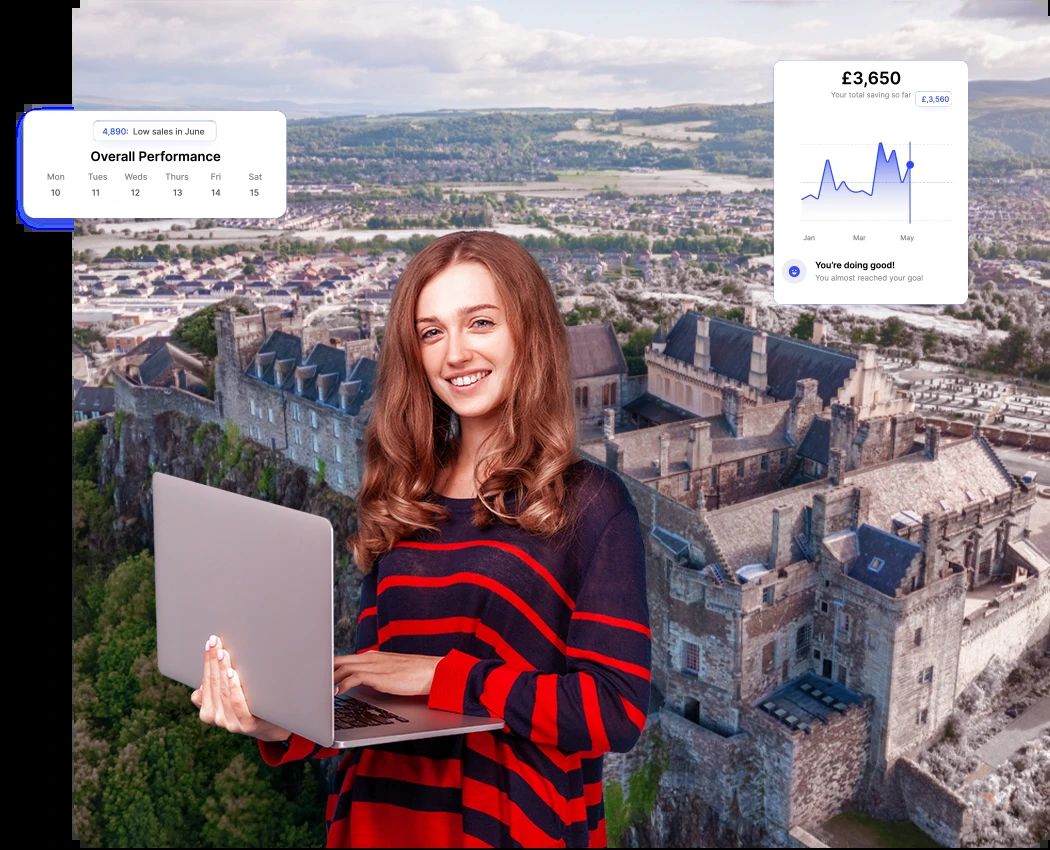 4,890: Low sales in June
Overall Performance
Mon Tues Weds Thurs Fri Sat
10 11 12 13 14 15
£3,650
Your total saving so far
£,3,560
Jan Mar May
You're doing good!
You almost reached your goal